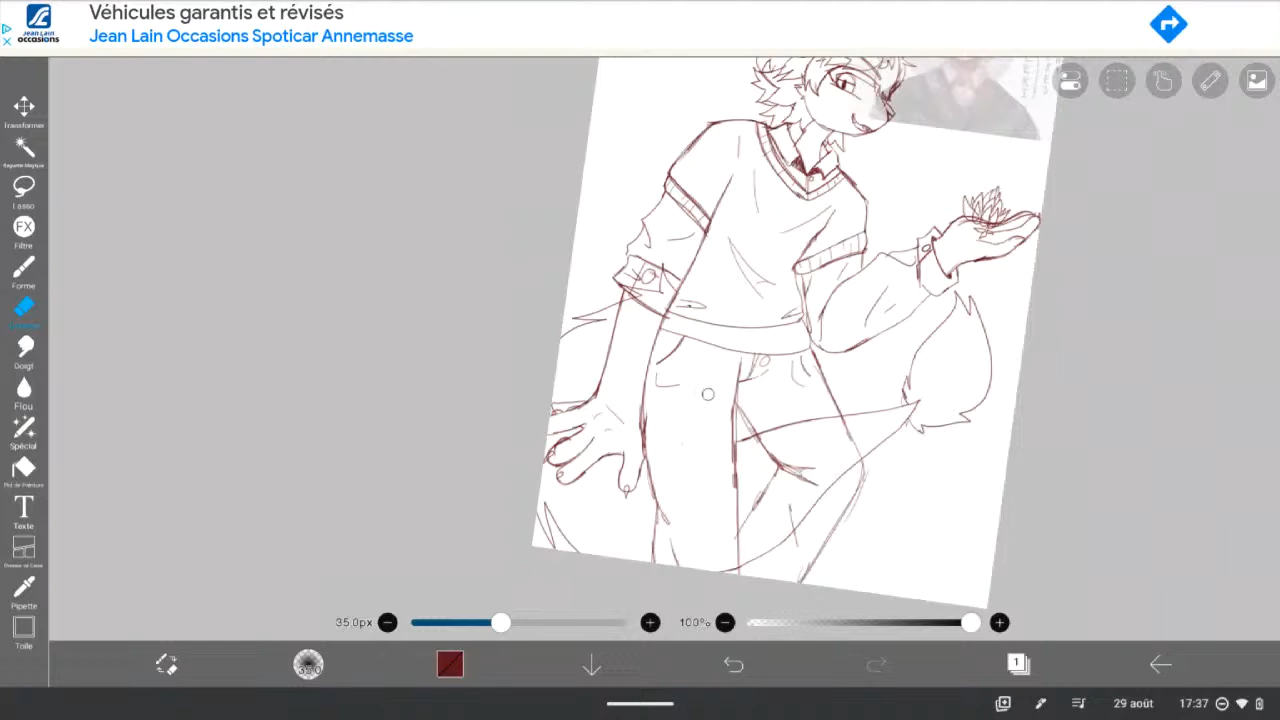 Véhicules garantis et révisés
Jean Lain
occasions
Jean Lain Occasions Spoticar Annemasse
Transformer
Baguette Magique
Lasso
FX
Filtre
Forme
Doigt
Flou
Spécial
Pot de Peinture
T
Texte
Pipette
Toile
35.0px
100%
1
29 août
17:37